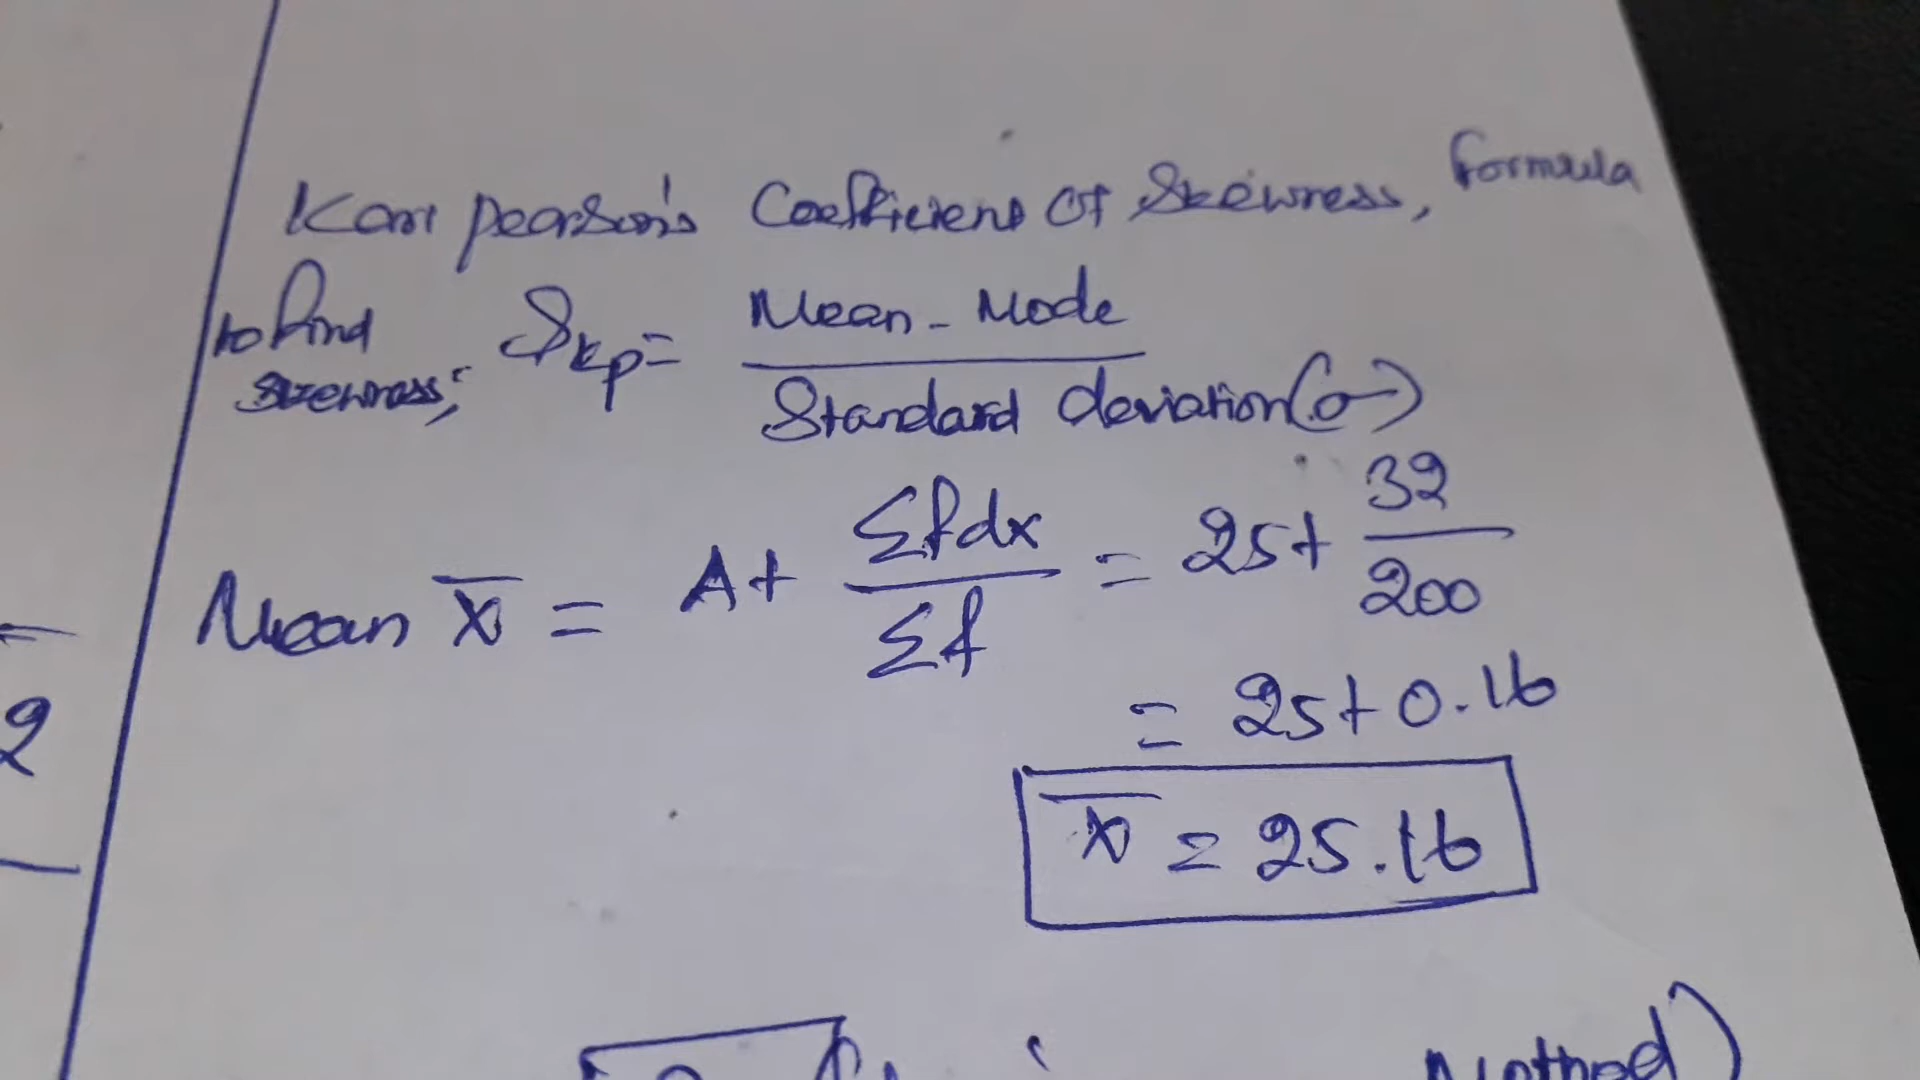 Karl pearson's Coefficient Of Skewness, formula
to find skewness; Skp = Mean - Mode / Standard deviation(σ)
Mean x̅ = A + Σfdx / Σf = 25 + 32 / 200
= 25 + 0.16
x̅ = 25.16
2
Method)